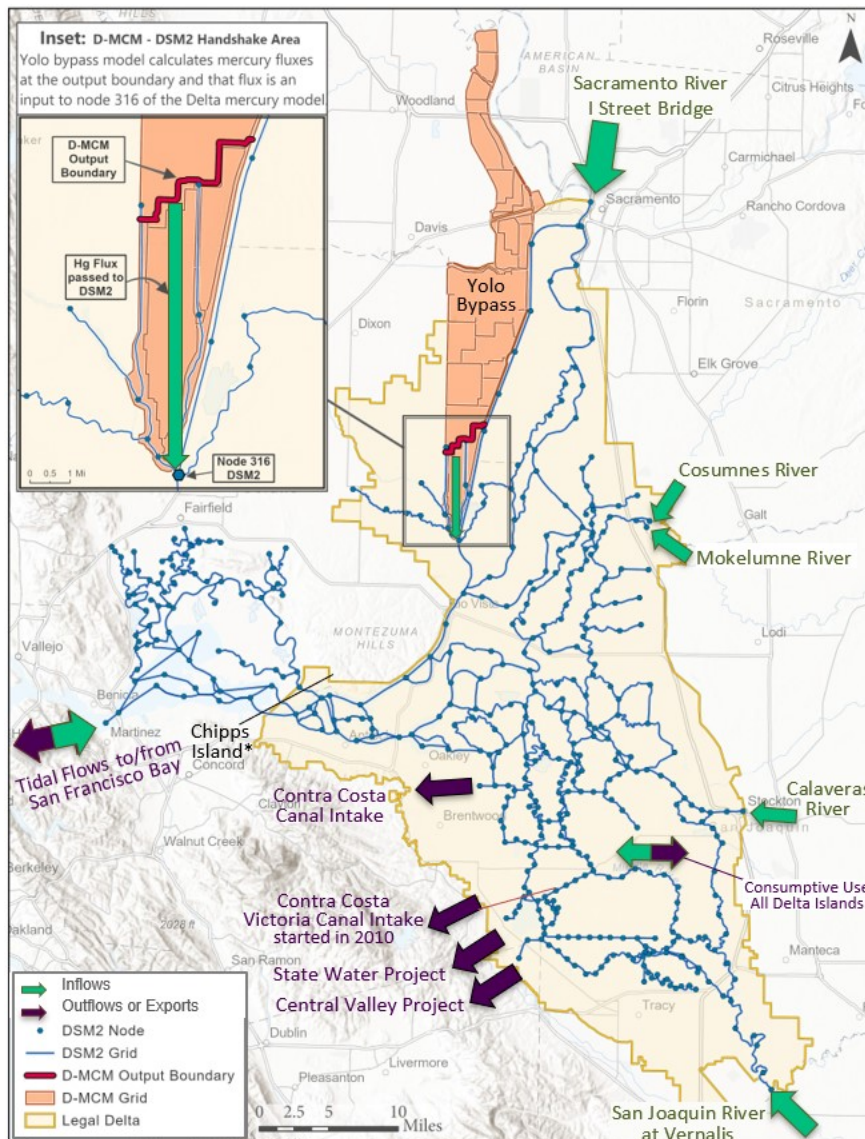 Inset: D-MCM - DSM2 Handshake Area
Yolo bypass model calculates mercury fluxes
at the output boundary and that flux is an
input to node 316 of the Delta mercury model.
D-MCM
Output
Boundary
Hg Flux
passed to
DSM2
Node 316
DSM2
0 0.5 1 Mi
AMERICAN
BASIN
Roseville
Woodland
Citrus Heights
Sacramento River
I Street Bridge
Carmichael
Sacramento
Rancho Cordova
Davis
Yolo
Bypass
Florin
Sacramento
Dixon
Elk Grove
Cosumnes River
Galt
Mokelumne River
Fairfield
Rio Vista
MONTEZUMA
HILLS
Lodi
Vallejo
Benicia
Martinez
Chipps
Island*
Tidal Flows to/from
San Francisco Bay
Concord
Oakley
Contra Costa
Canal Intake
Clayton
Brentwood
Calaveras
River
Stockton
Walnut Creek
Berkeley
Consumptive Use
All Delta Islands
2028 ft
Contra Costa
Victoria Canal Intake
started in 2010
Oakland
San Ramon
State Water Project
Manteca
Central Valley Project
Tracy
Dublin
Livermore
Pleasanton
Inflows
Outflows or Exports
DSM2 Node
DSM2 Grid
D-MCM Output Boundary
D-MCM Grid
Legal Delta
0 2.5 5 10
Miles
San Joaquin River
at Vernalis